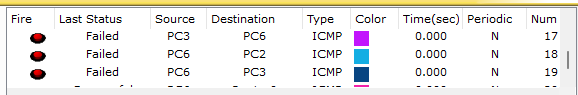 Fire Last Status Source Destination Type Color Time(sec) Periodic Num
Failed PC3 PC6 ICMP 0.000 N 17
Failed PC6 PC2 ICMP 0.000 N 18
Failed PC6 PC3 ICMP 0.000 N 19